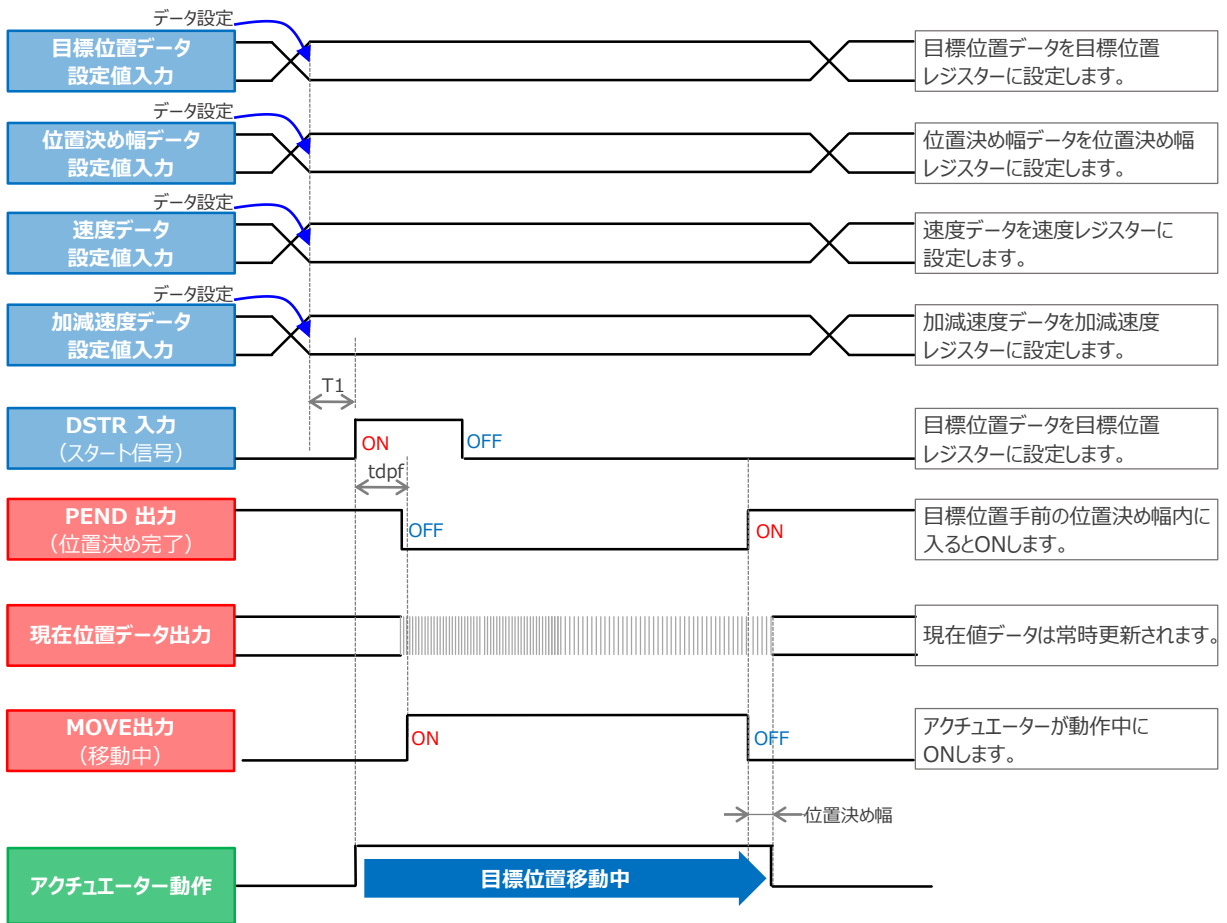 データ設定
目標位置データ
設定値入力
目標位置データを目標位置
レジスターに設定します。
データ設定
位置決め幅データ
設定値入力
位置決め幅データを位置決め幅
レジスターに設定します。
データ設定
速度データ
設定値入力
速度データを速度レジスターに
設定します。
データ設定
加減速度データ
設定値入力
加減速度データを加減速度
レジスターに設定します。
T1
DSTR 入力
（スタート信号）
ON
OFF
目標位置データを目標位置
レジスターに設定します。
tdpf
PEND 出力
（位置決め完了）
OFF
ON
目標位置手前の位置決め幅内に
入るとONします。
現在位置データ出力
現在値データは常時更新されます。
MOVE出力
（移動中）
ON
OFF
アクチュエーターが動作中に
ONします。
位置決め幅
アクチュエーター動作
目標位置移動中